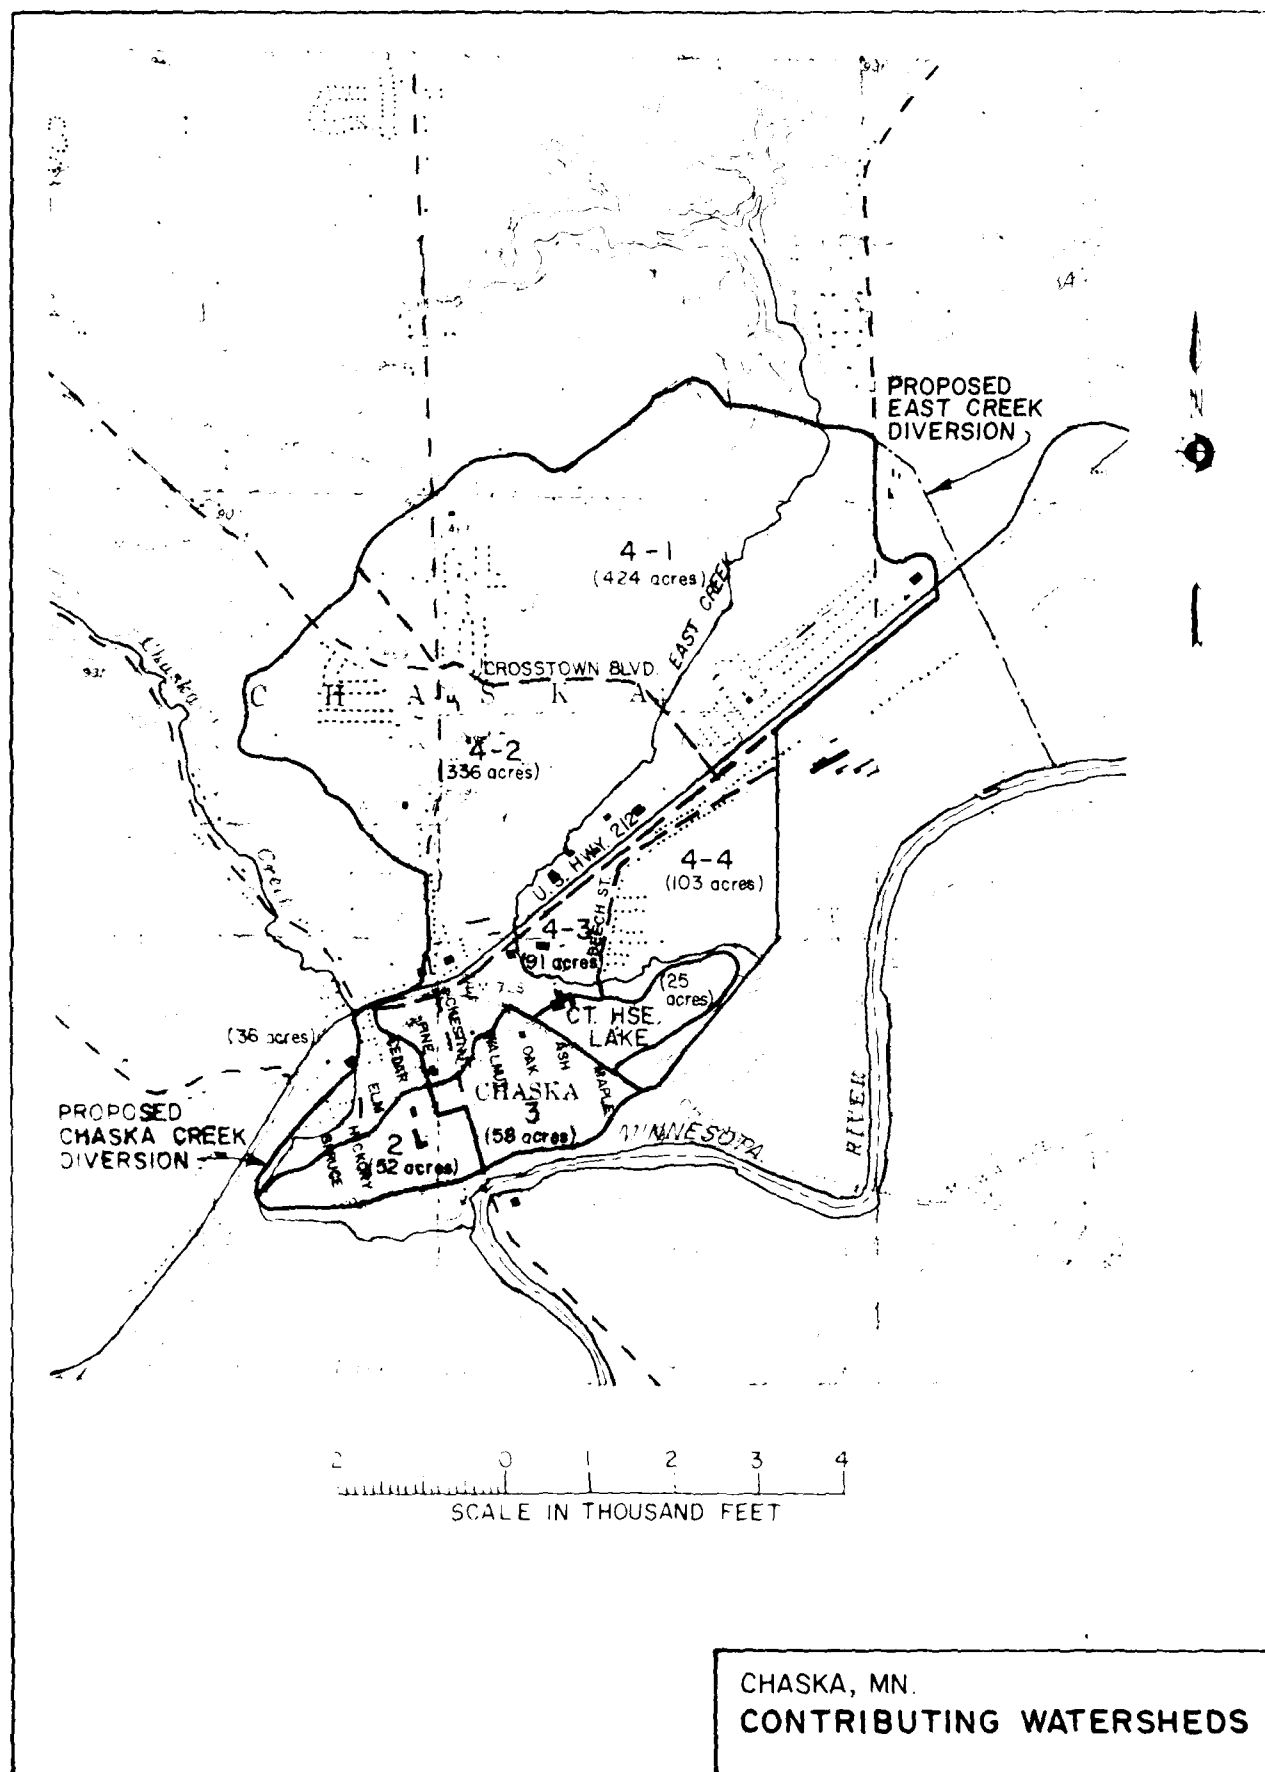 PROPOSED
EAST CREEK
DIVERSION
N
4-1
(424 acres)
EAST CREEK
CROSSTOWN BLVD.
C H A S K A
Chaska
Creek
4-2
(336 acres)
U.S. HWY. 212
4-4
(103 acres)
BEECH ST.
4-3
(91 acres)
(25
acres)
CT. HSE.
LAKE
(36 acres)
PINE
CEDAR
ELM
WALNUT
OAK
ASH
MAPLE
CHASKA
(58 acres)
PROPOSED
CHASKA CREEK
DIVERSION
2
(52 acres)
SPRUCE
HICKORY
MINNESOTA
RIVER
2 0 1 2 3 4
SCALE IN THOUSAND FEET
CHASKA, MN.
CONTRIBUTING WATERSHEDS